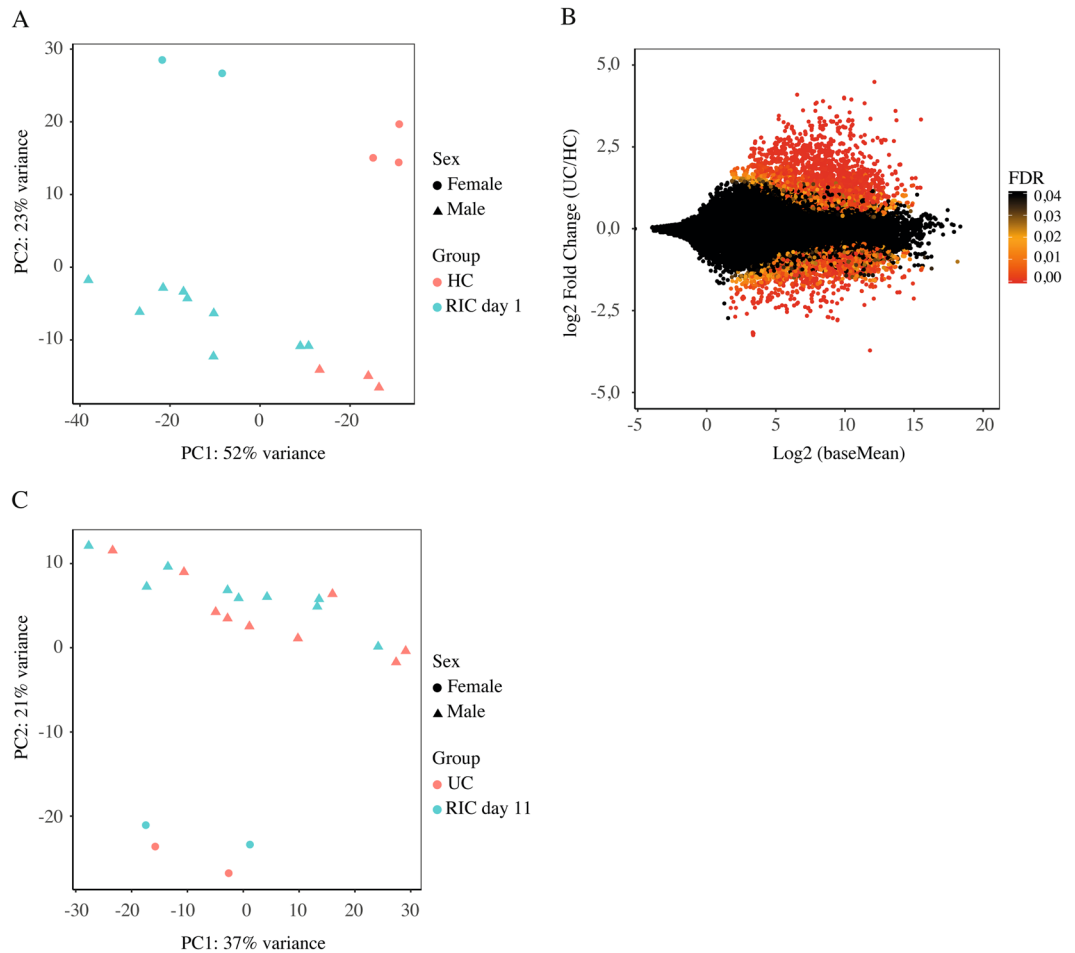 A
30
20
10
0
-10
PC2: 23% variance
-40
-20
0
-20
PC1: 52% variance
Sex
Female
Male
Group
HC
RIC day 1
B
5,0
2.5
0.0
-2.5
-5,0
log2 Fold Change (UC/HC)
-5
0
5
10
15
20
Log2 (baseMean)
FDR
0,04
0,03
0,02
0,01
0,00
C
10
0
-10
-20
PC2: 21% variance
-30
-20
-10
0
10
20
30
PC1: 37% variance
Sex
Female
Male
Group
UC
RIC day 11